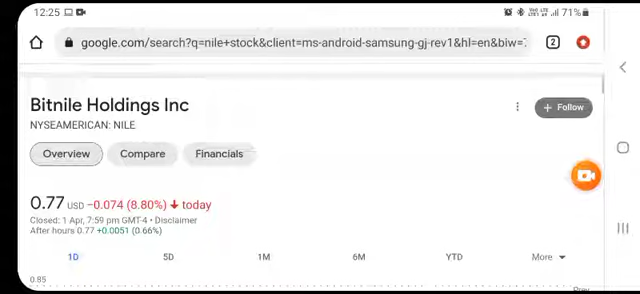 12:25 71%
google.com/search?q=nile+stock&client=ms-android-samsung-gj-rev1&hl=en&biw= 2
Bitnile Holdings Inc
NYSEAMERICAN: NILE
+ Follow
Overview Compare Financials
0.77 USD −0.074 (8.80%) ↓ today
Closed: 1 Apr, 7:59 pm GMT-4 • Disclaimer
After hours 0.77 +0.0051 (0.66%)
1D 5D 1M 6M YTD More
0.85
Prev